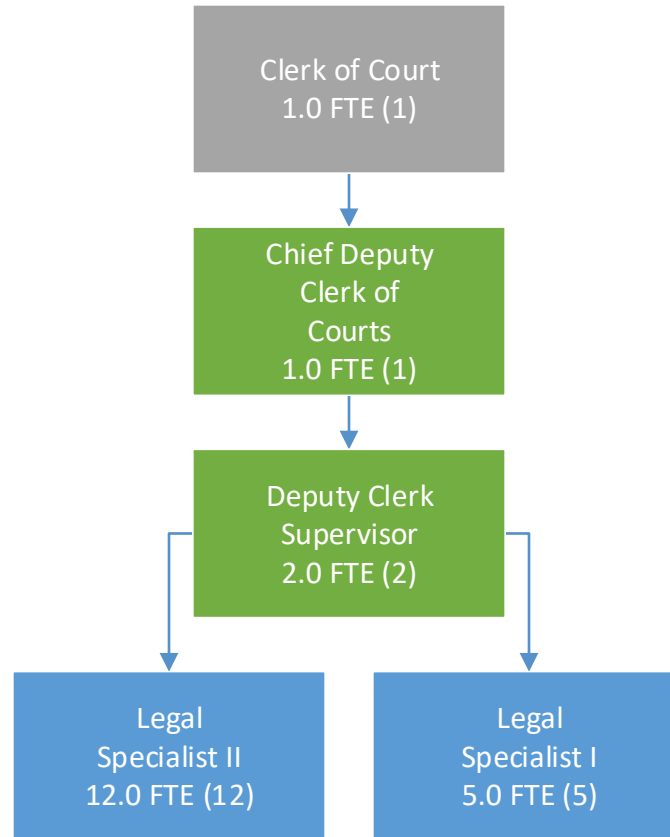 Clerk of Court
1.0 FTE (1)
Chief Deputy
Clerk of
Courts
1.0 FTE (1)
Deputy Clerk
Supervisor
2.0 FTE (2)
Legal
Specialist II
12.0 FTE (12)
Legal
Specialist I
5.0 FTE (5)